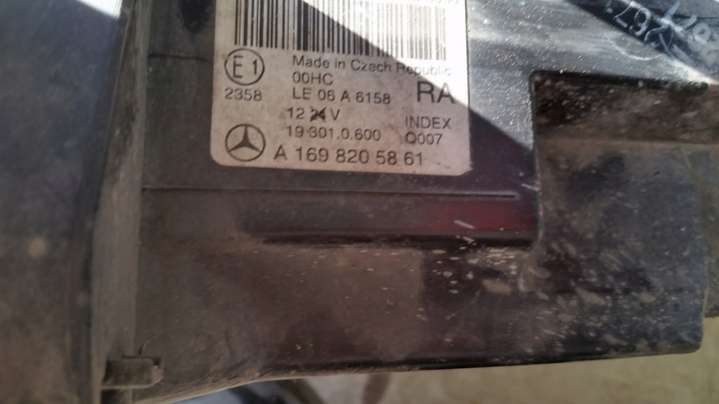 Made in Czech Republic
E1
00HC
2358
LE 06 A 6158
RA
12 24 V
INDEX
19 301.0.600
Q007
A 169 820 58 61